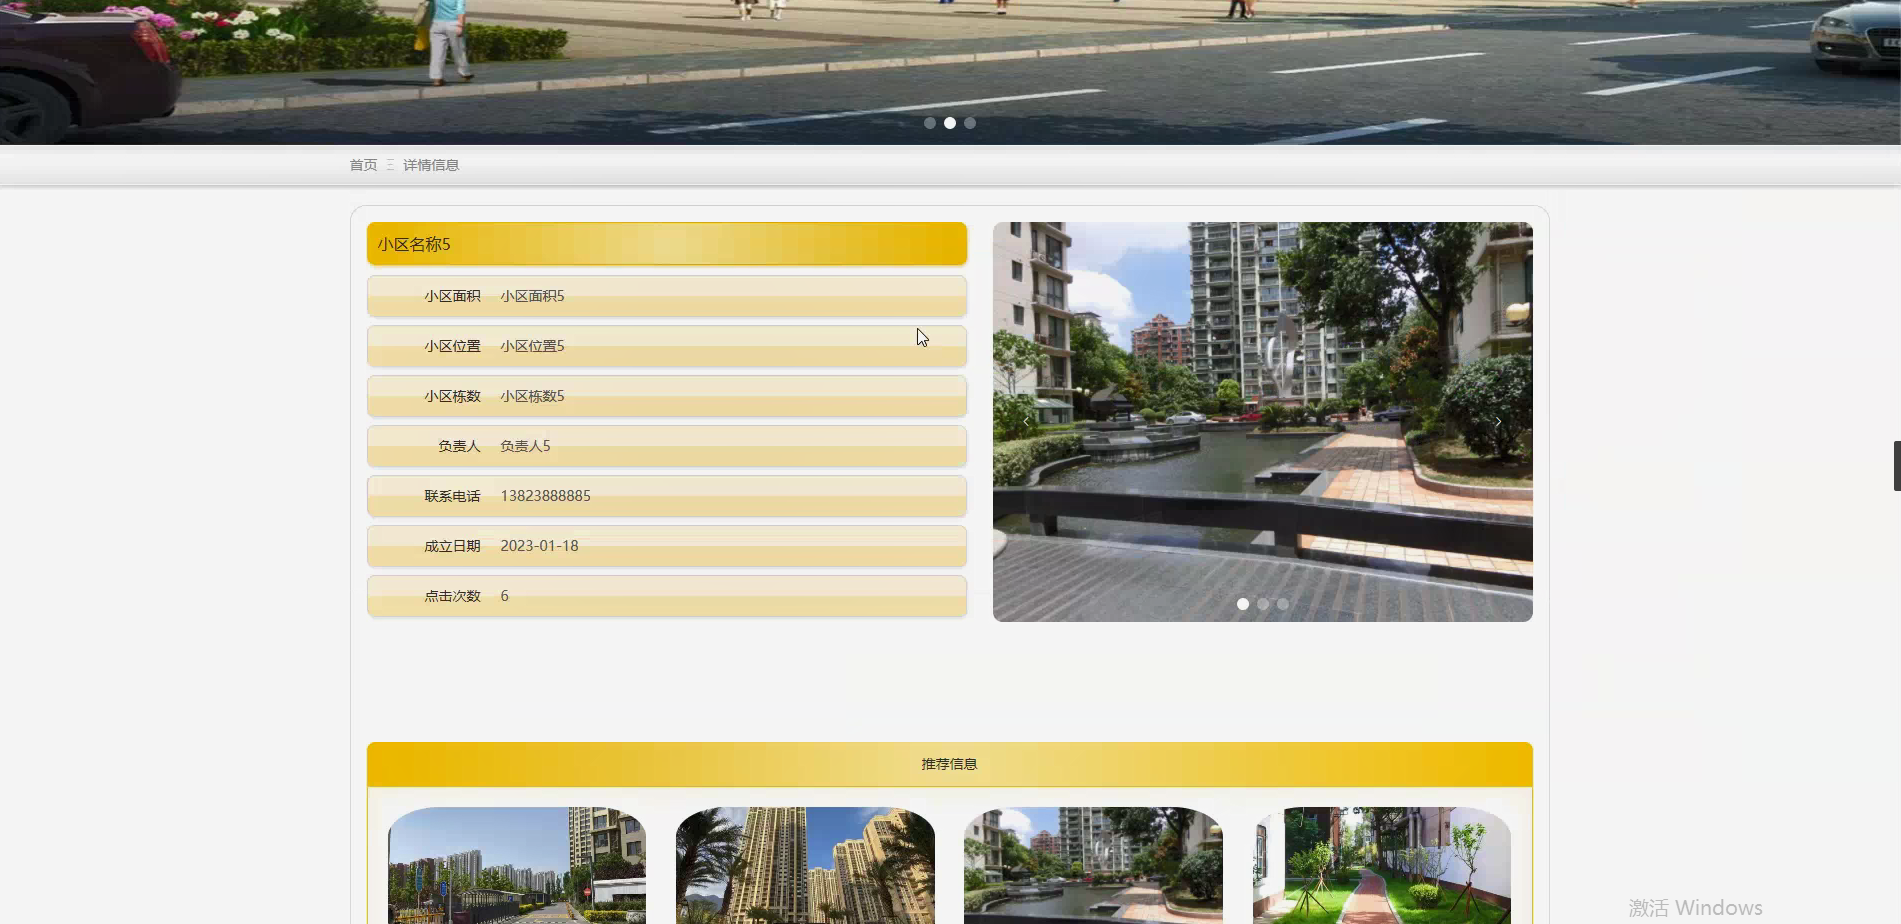 首页 三 详情信息
小区名称5
小区面积 小区面积5
小区位置 小区位置5
小区栋数 小区栋数5
负责人 负责人5
联系电话 13823888885
成立日期 2023-01-18
点击次数 6
推荐信息
激活 Windows